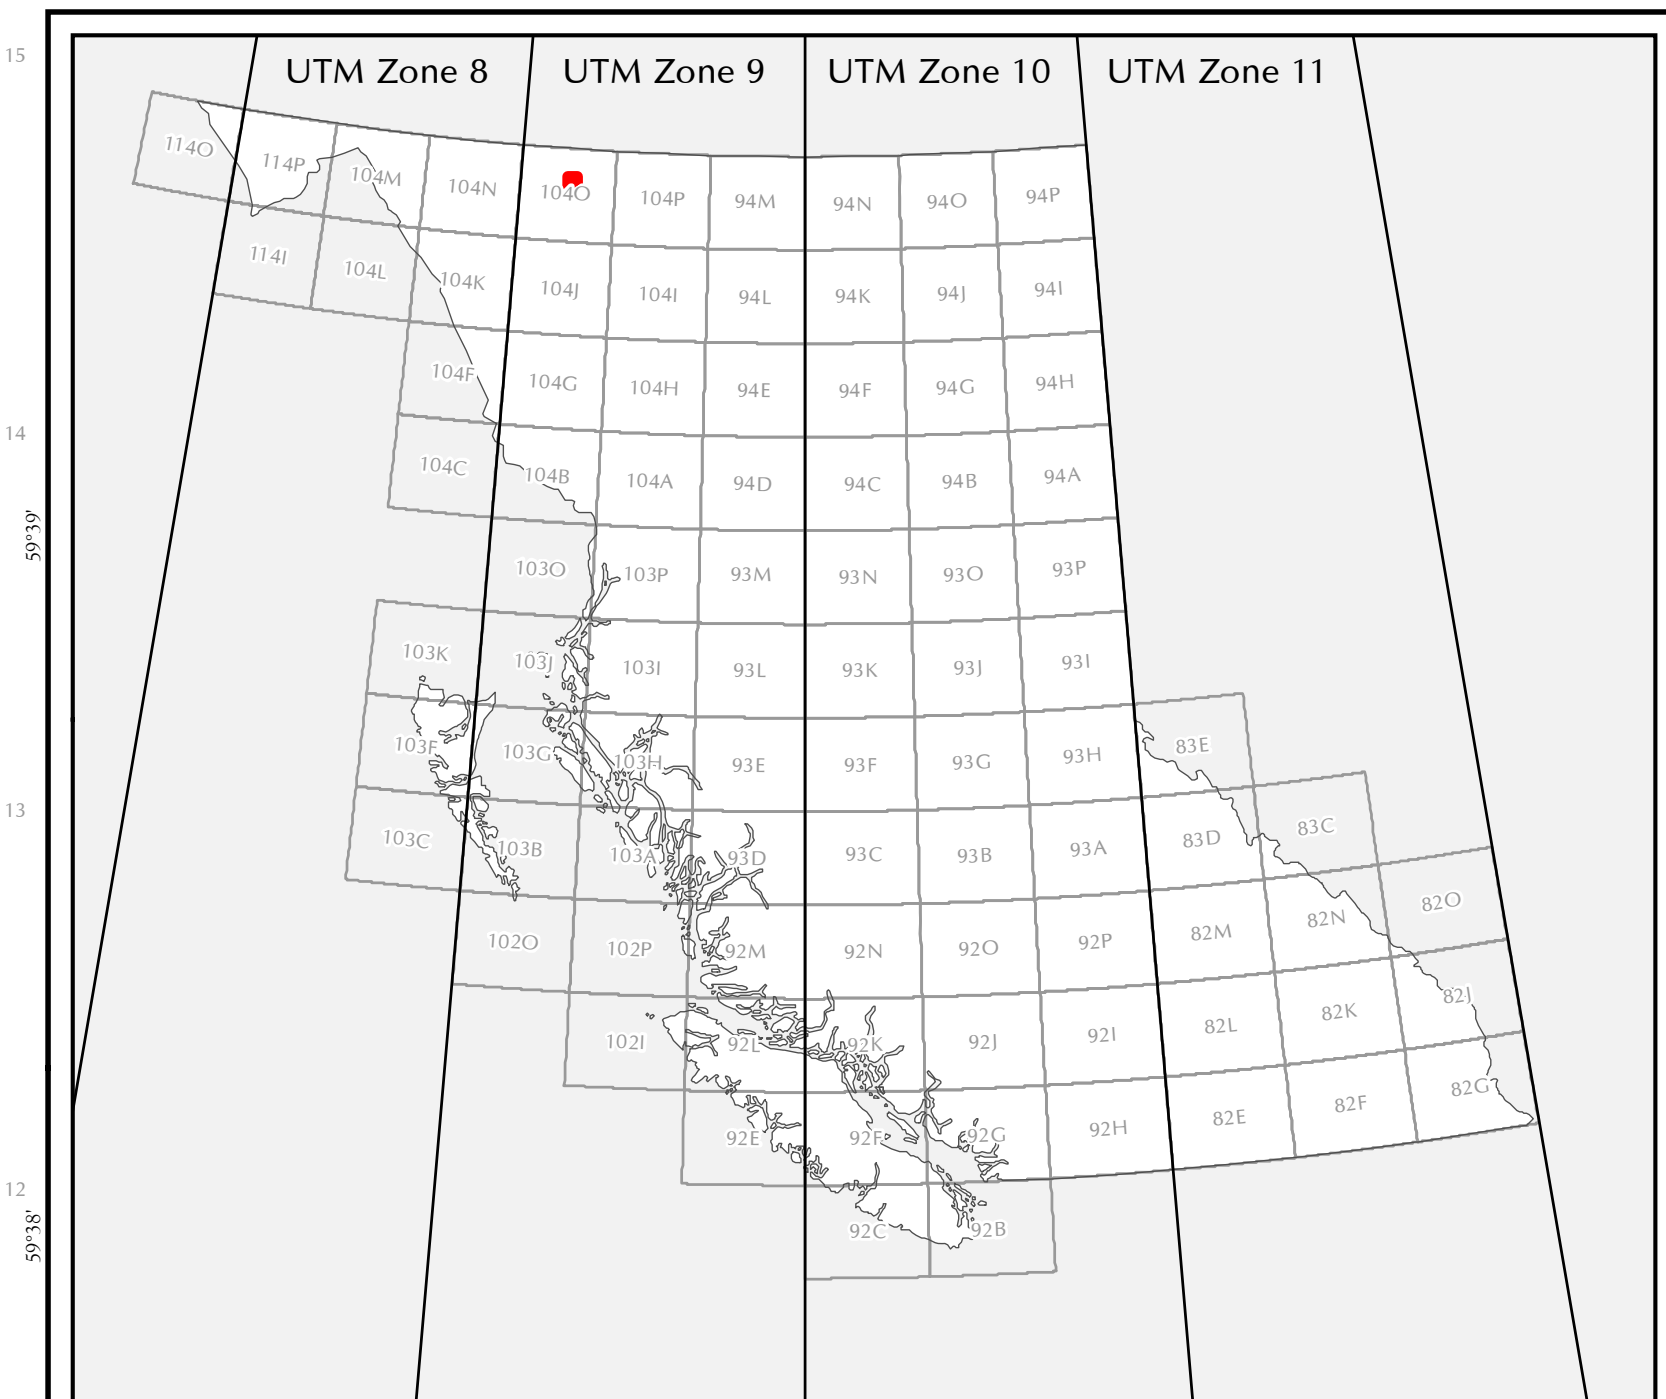 15
UTM Zone 8 UTM Zone 9 UTM Zone 10 UTM Zone 11
114O 114P 104M 104N 104O 104P 94M 94N 94O 94P
114I 104L 104K 104J 104I 94L 94K 94J 94I
104F 104G 104H 94E 94F 94G 94H
14
104C 104B 104A 94D 94C 94B 94A
59°39'
103O 103P 93M 93N 93O 93P
103K 103J 103I 93L 93K 93J 93I
103F 103G 103H 93E 93F 93G 93H 83E
13
103C 103B 103A 93D 93C 93B 93A 83D 83C
102O 102P 92M 92N 92O 92P 82M 82N 82O
102I 92L 92K 92J 92I 82L 82K 82J
92E 92F 92G 92H 82E 82F 82G
12
59°38'
92C 92B